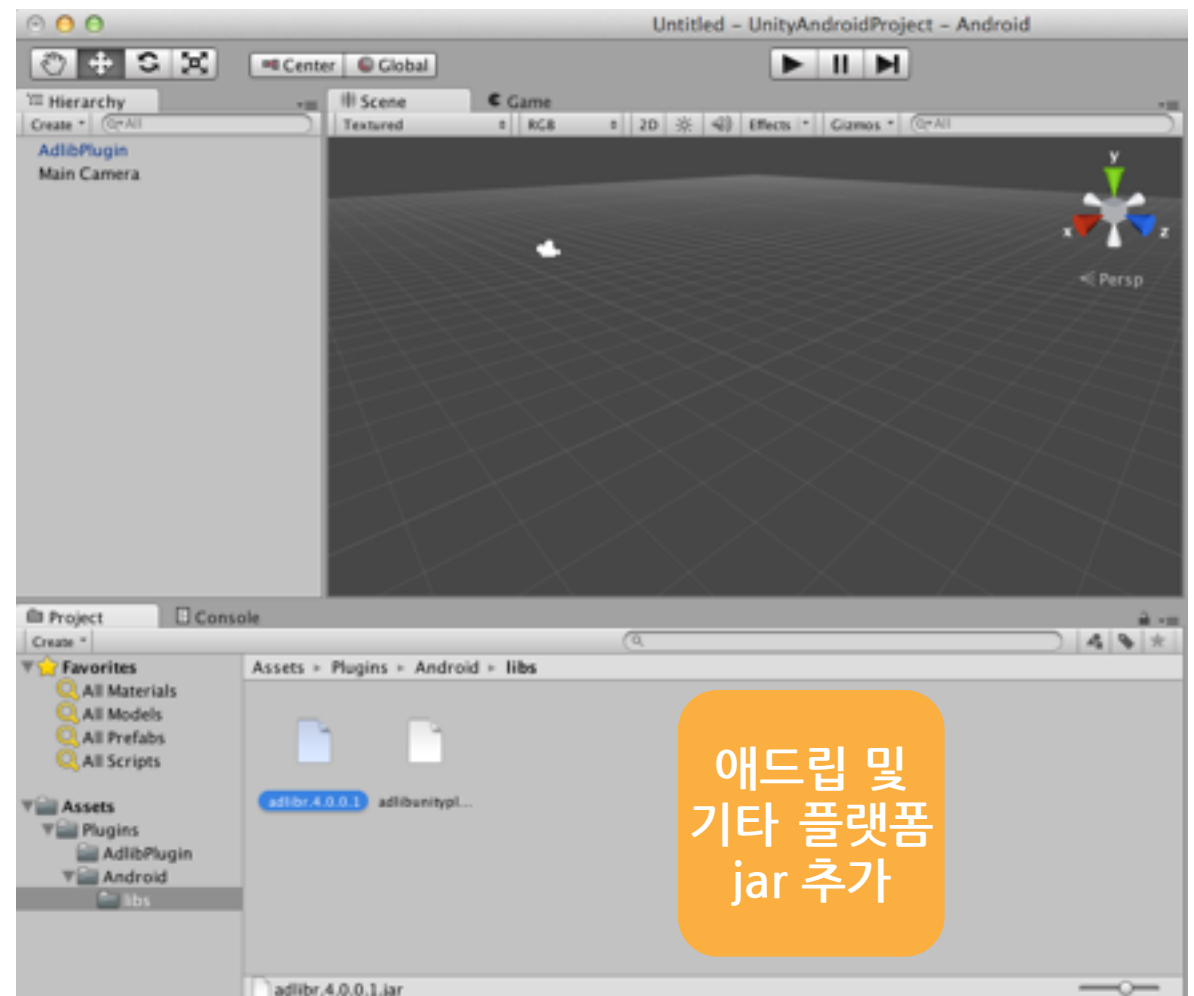 Untitled – UnityAndroidProject – Android
Center Global
Hierarchy
Scene Game
Create All
Textured RGB 2D Effects Gizmos All
AdlibPlugin
Main Camera
y
x z
Persp
Project Console
Create
Favorites
All Materials
All Models
All Prefabs
All Scripts
Assets
Plugins
AdlibPlugin
Android
libs
Assets Plugins Android libs
adlibr.4.0.0.1 adlibunitypl...
애드립 및
기타 플랫폼
jar 추가
adlibr.4.0.0.1.jar